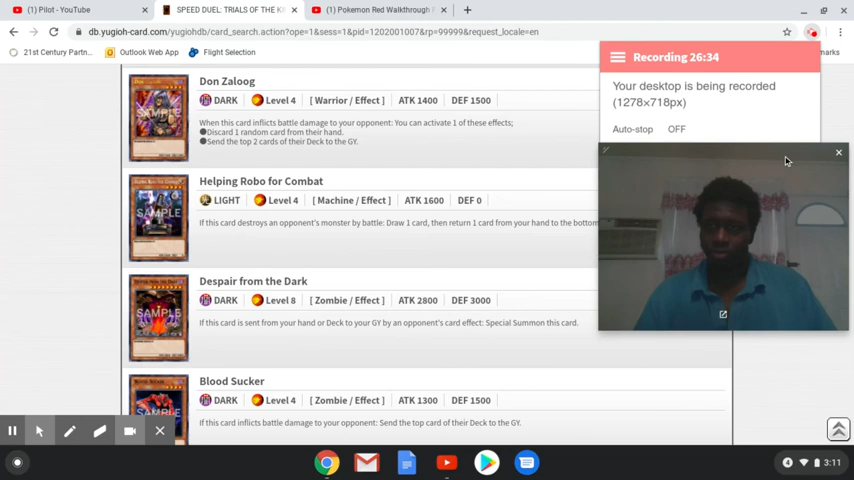 (1) Pilot - YouTube
SPEED DUEL: TRIALS OF THE KI
(1) Pokemon Red Walkthrough P
db.yugioh-card.com/yugiohdb/card_search.action?ope=1&sess=1&pid=1202001007&rp=99999&request_locale=en
21st Century Partn...
Outlook Web App
Flight Selection
marks
Recording 26:34
Your desktop is being recorded
(1278×718px)
Auto-stop OFF
Don Zaloog
DARK Level 4 [ Warrior / Effect ] ATK 1400 DEF 1500
When this card inflicts battle damage to your opponent: You can activate 1 of these effects;
●Discard 1 random card from their hand.
●Send the top 2 cards of their Deck to the GY.
SAMPLE
Helping Robo for Combat
LIGHT Level 4 [ Machine / Effect ] ATK 1600 DEF 0
If this card destroys an opponent's monster by battle: Draw 1 card, then return 1 card from your hand to the bottom
SAMPLE
Despair from the Dark
DARK Level 8 [ Zombie / Effect ] ATK 2800 DEF 3000
If this card is sent from your hand or Deck to your GY by an opponent's card effect: Special Summon this card.
SAMPLE
Blood Sucker
DARK Level 4 [ Zombie / Effect ] ATK 1300 DEF 1500
If this card inflicts battle damage to your opponent: Send the top card of their Deck to the GY.
SAMPLE
4 3:11